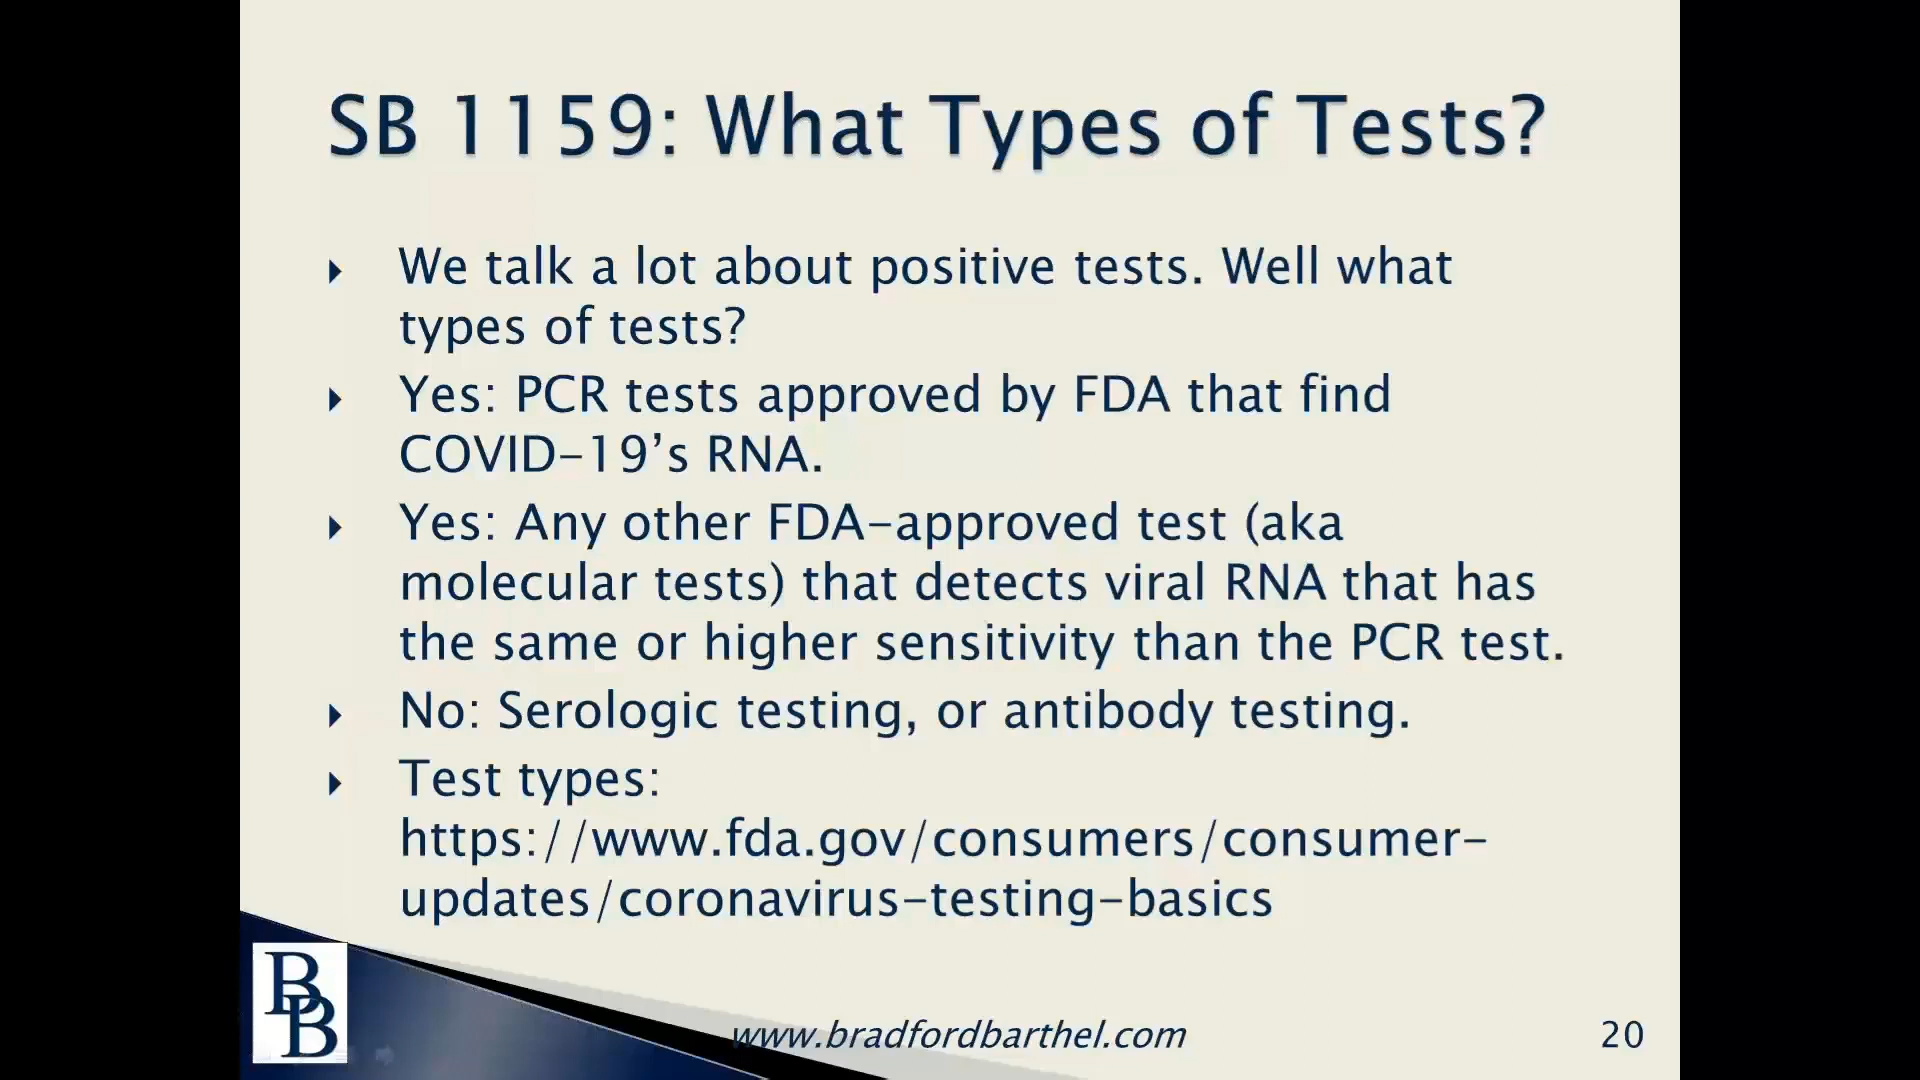 SB 1159: What Types of Tests?
We talk a lot about positive tests. Well what
types of tests?
Yes: PCR tests approved by FDA that find
COVID-19’s RNA.
Yes: Any other FDA-approved test (aka
molecular tests) that detects viral RNA that has
the same or higher sensitivity than the PCR test.
No: Serologic testing, or antibody testing.
Test types:
https://www.fda.gov/consumers/consumer-
updates/coronavirus-testing-basics
BB
www.bradfordbarthel.com
20